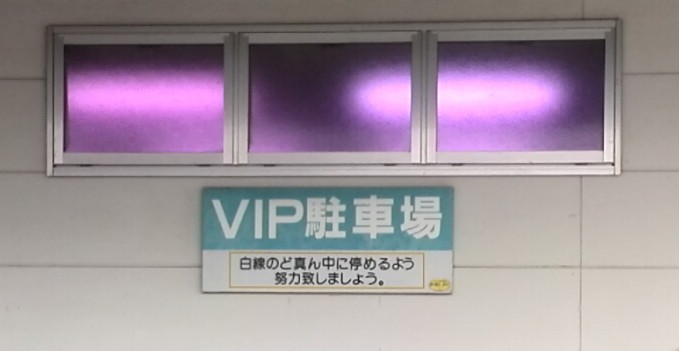 VIP駐車場
白線のど真ん中に停めるよう
努力致しましょう。